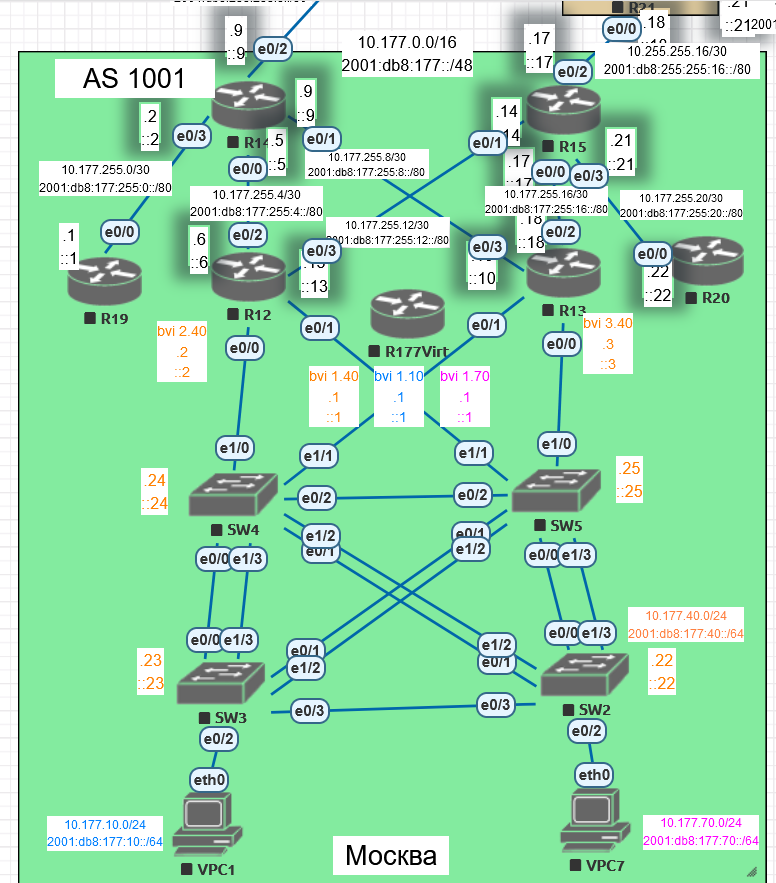 R21
.9
::9
e0/2
10.177.0.0/16
2001:db8:177::/48
.17
::17
e0/0
.18
::21
10.255.255.16/30
2001:db8:255:255:16::/80
AS 1001
e0/2
.2
::2
.9
::9
.14
R14
R15
e0/3
.5
::5
e0/1
e0/1
.21
::21
10.177.255.0/30
2001:db8:177:255:0::/80
e0/0
10.177.255.8/30
2001:db8:177:255:8::/80
.17
e0/0
e0/3
10.177.255.4/30
2001:db8:177:255:4::/80
10.177.255.16/30
2001:db8:177:255:16::/80
10.177.255.20/30
2001:db8:177:255:20::/80
.1
::1
e0/0
.6
::6
e0/2
10.177.255.12/30
2001:db8:177:255:12::/80
e0/3
::13
e0/3
::10
.18
::18
e0/2
e0/0
.22
::22
R19
R12
R177Virt
R13
R20
bvi 2.40
.2
::2
e0/1
e0/1
bvi 3.40
.3
::3
e0/0
e0/0
bvi 1.40
.1
::1
bvi 1.10
.1
::1
bvi 1.70
.1
::1
e1/0
e1/1
e1/1
e1/0
.24
::24
e0/2
e0/2
.25
::25
SW4
SW5
e1/2
e0/1
e0/1
e1/2
e0/0
e1/3
e0/0
e1/3
10.177.40.0/24
2001:db8:177:40::/64
e0/0
e1/3
e0/1
e1/2
e1/2
e0/1
e0/0
e1/3
.23
::23
.22
::22
SW3
e0/3
e0/3
SW2
e0/2
e0/2
eth0
eth0
10.177.10.0/24
2001:db8:177:10::/64
10.177.70.0/24
2001:db8:177:70::/64
VPC1
Москва
VPC7